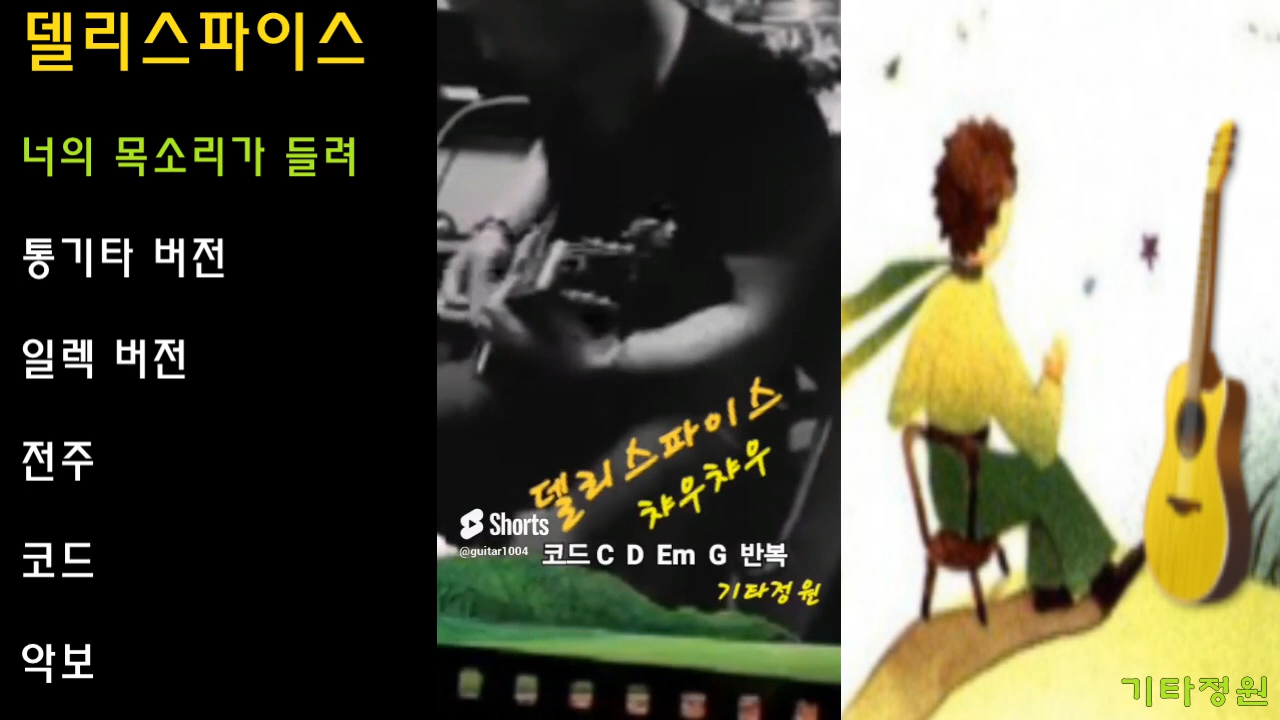 델리스파이스
너의 목소리가 들려
통기타 버전
일렉 버전
전주
코드
악보
델리스파이스
챠우챠우
Shorts
@guitar1004
코드 C D Em G 반복
기타정원
기타정원